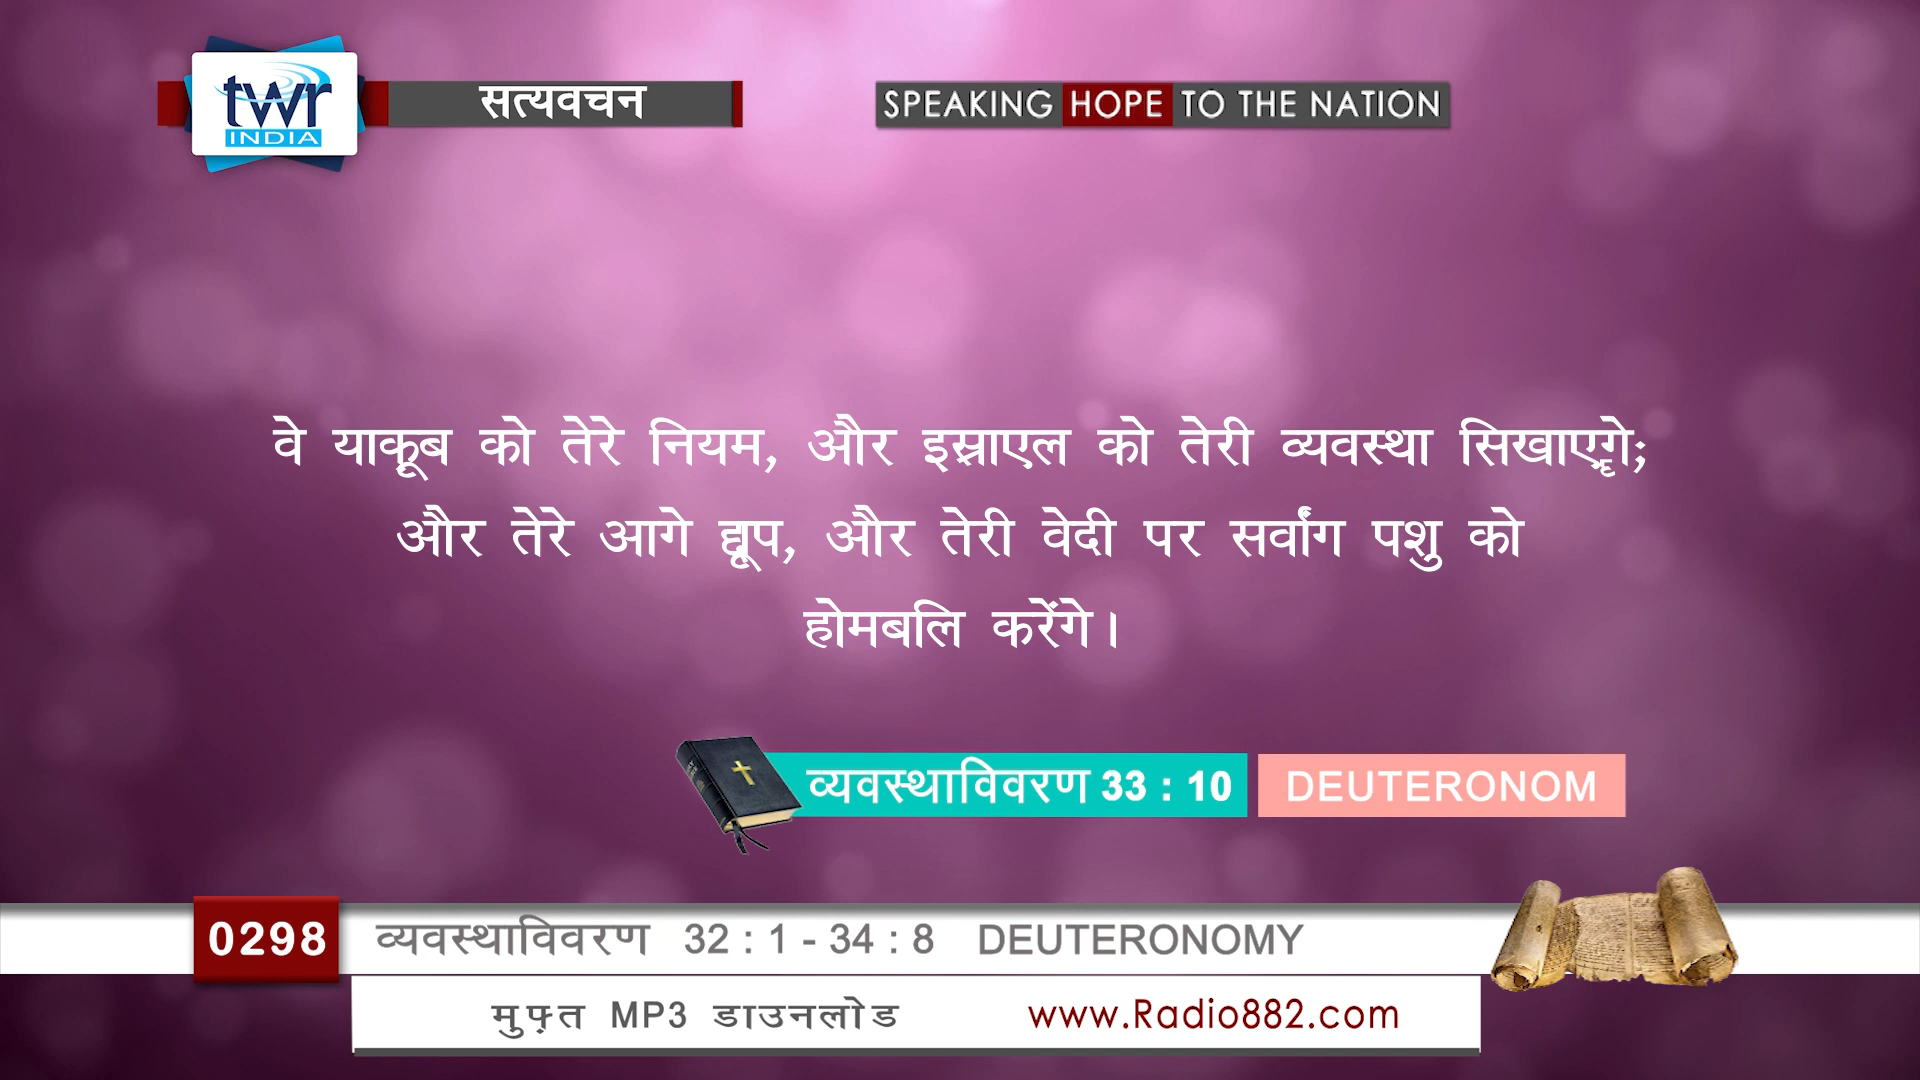 twr
INDIA
सत्यवचन
SPEAKING HOPE TO THE NATION
वे याकूब को तेरे नियम, और इस्राएल को तेरी व्यवस्था सिखाएगे;
और तेरे आगे धूप, और तेरी वेदी पर सर्वांग पशु को
होमबलि करेंगे।
व्यवस्थाविवरण 33 : 10 DEUTERONOM
0298 व्यवस्थाविवरण 32 : 1 - 34 : 8 DEUTERONOMY
मुफ़्त MP3 डाउनलोड www.Radio882.com